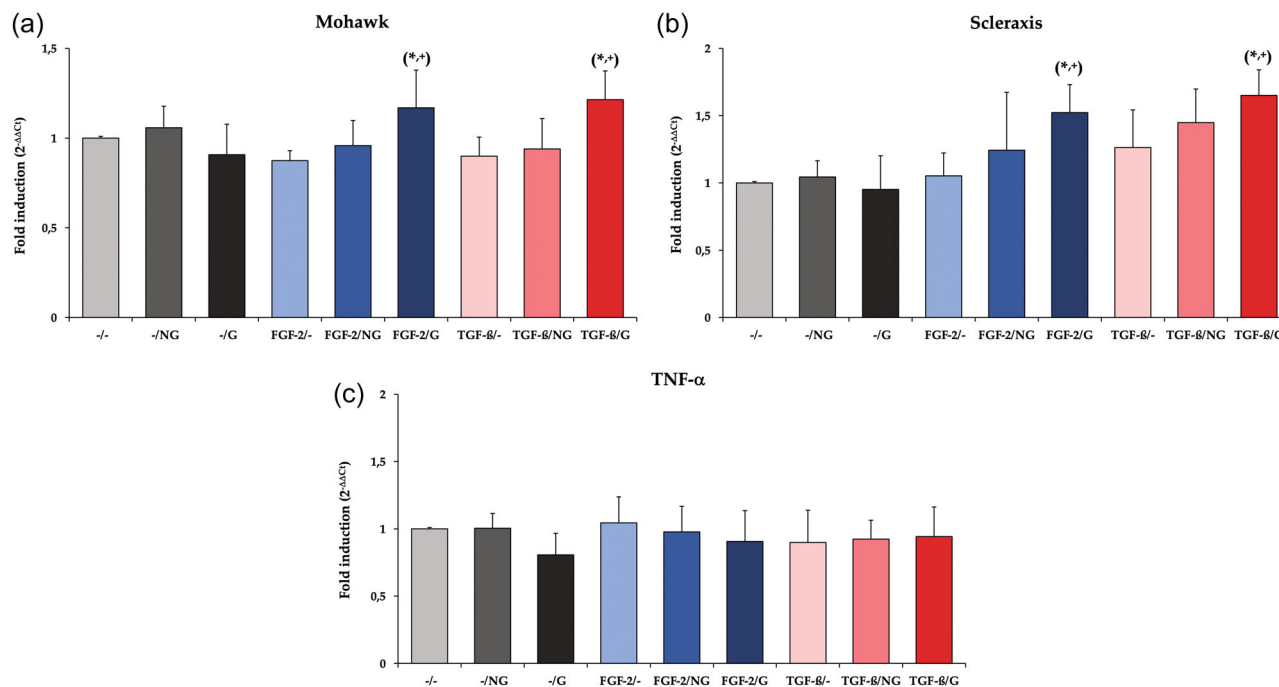 (a)
Mohawk
Fold induction (2-ΔΔCt)
1,5
1
0,5
0
(*,+)
(*,+)
-/-
-/NG
-/G
FGF-2/-
FGF-2/NG
FGF-2/G
TGF-ß/-
TGF-ß/NG
TGF-ß/G
(b)
Scleraxis
Fold induction (2-ΔΔCt)
2
1,5
1
0,5
0
(*,+)
(*,+)
-/-
-/NG
-/G
FGF-2/-
FGF-2/NG
FGF-2/G
TGF-ß/-
TGF-ß/NG
TGF-ß/G
(c)
TNF-α
Fold induction (2-ΔΔCt)
2
1,5
1
0,5
0
-/-
-/NG
-/G
FGF-2/-
FGF-2/NG
FGF-2/G
TGF-ß/-
TGF-ß/NG
TGF-ß/G